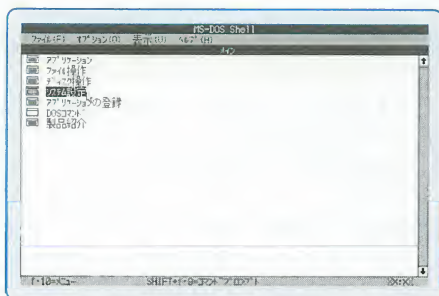 MS-DOS Shell
ファイル(F) オプション(O) 表示(U) ヘルプ(H)
メイン
アプリケーション
ファイル操作
ディスク操作
システム設定
アプリケーションの登録
DOSコマンド
製品紹介
f・10=メニュー SHIFT+f・9=コマンドプロンプト